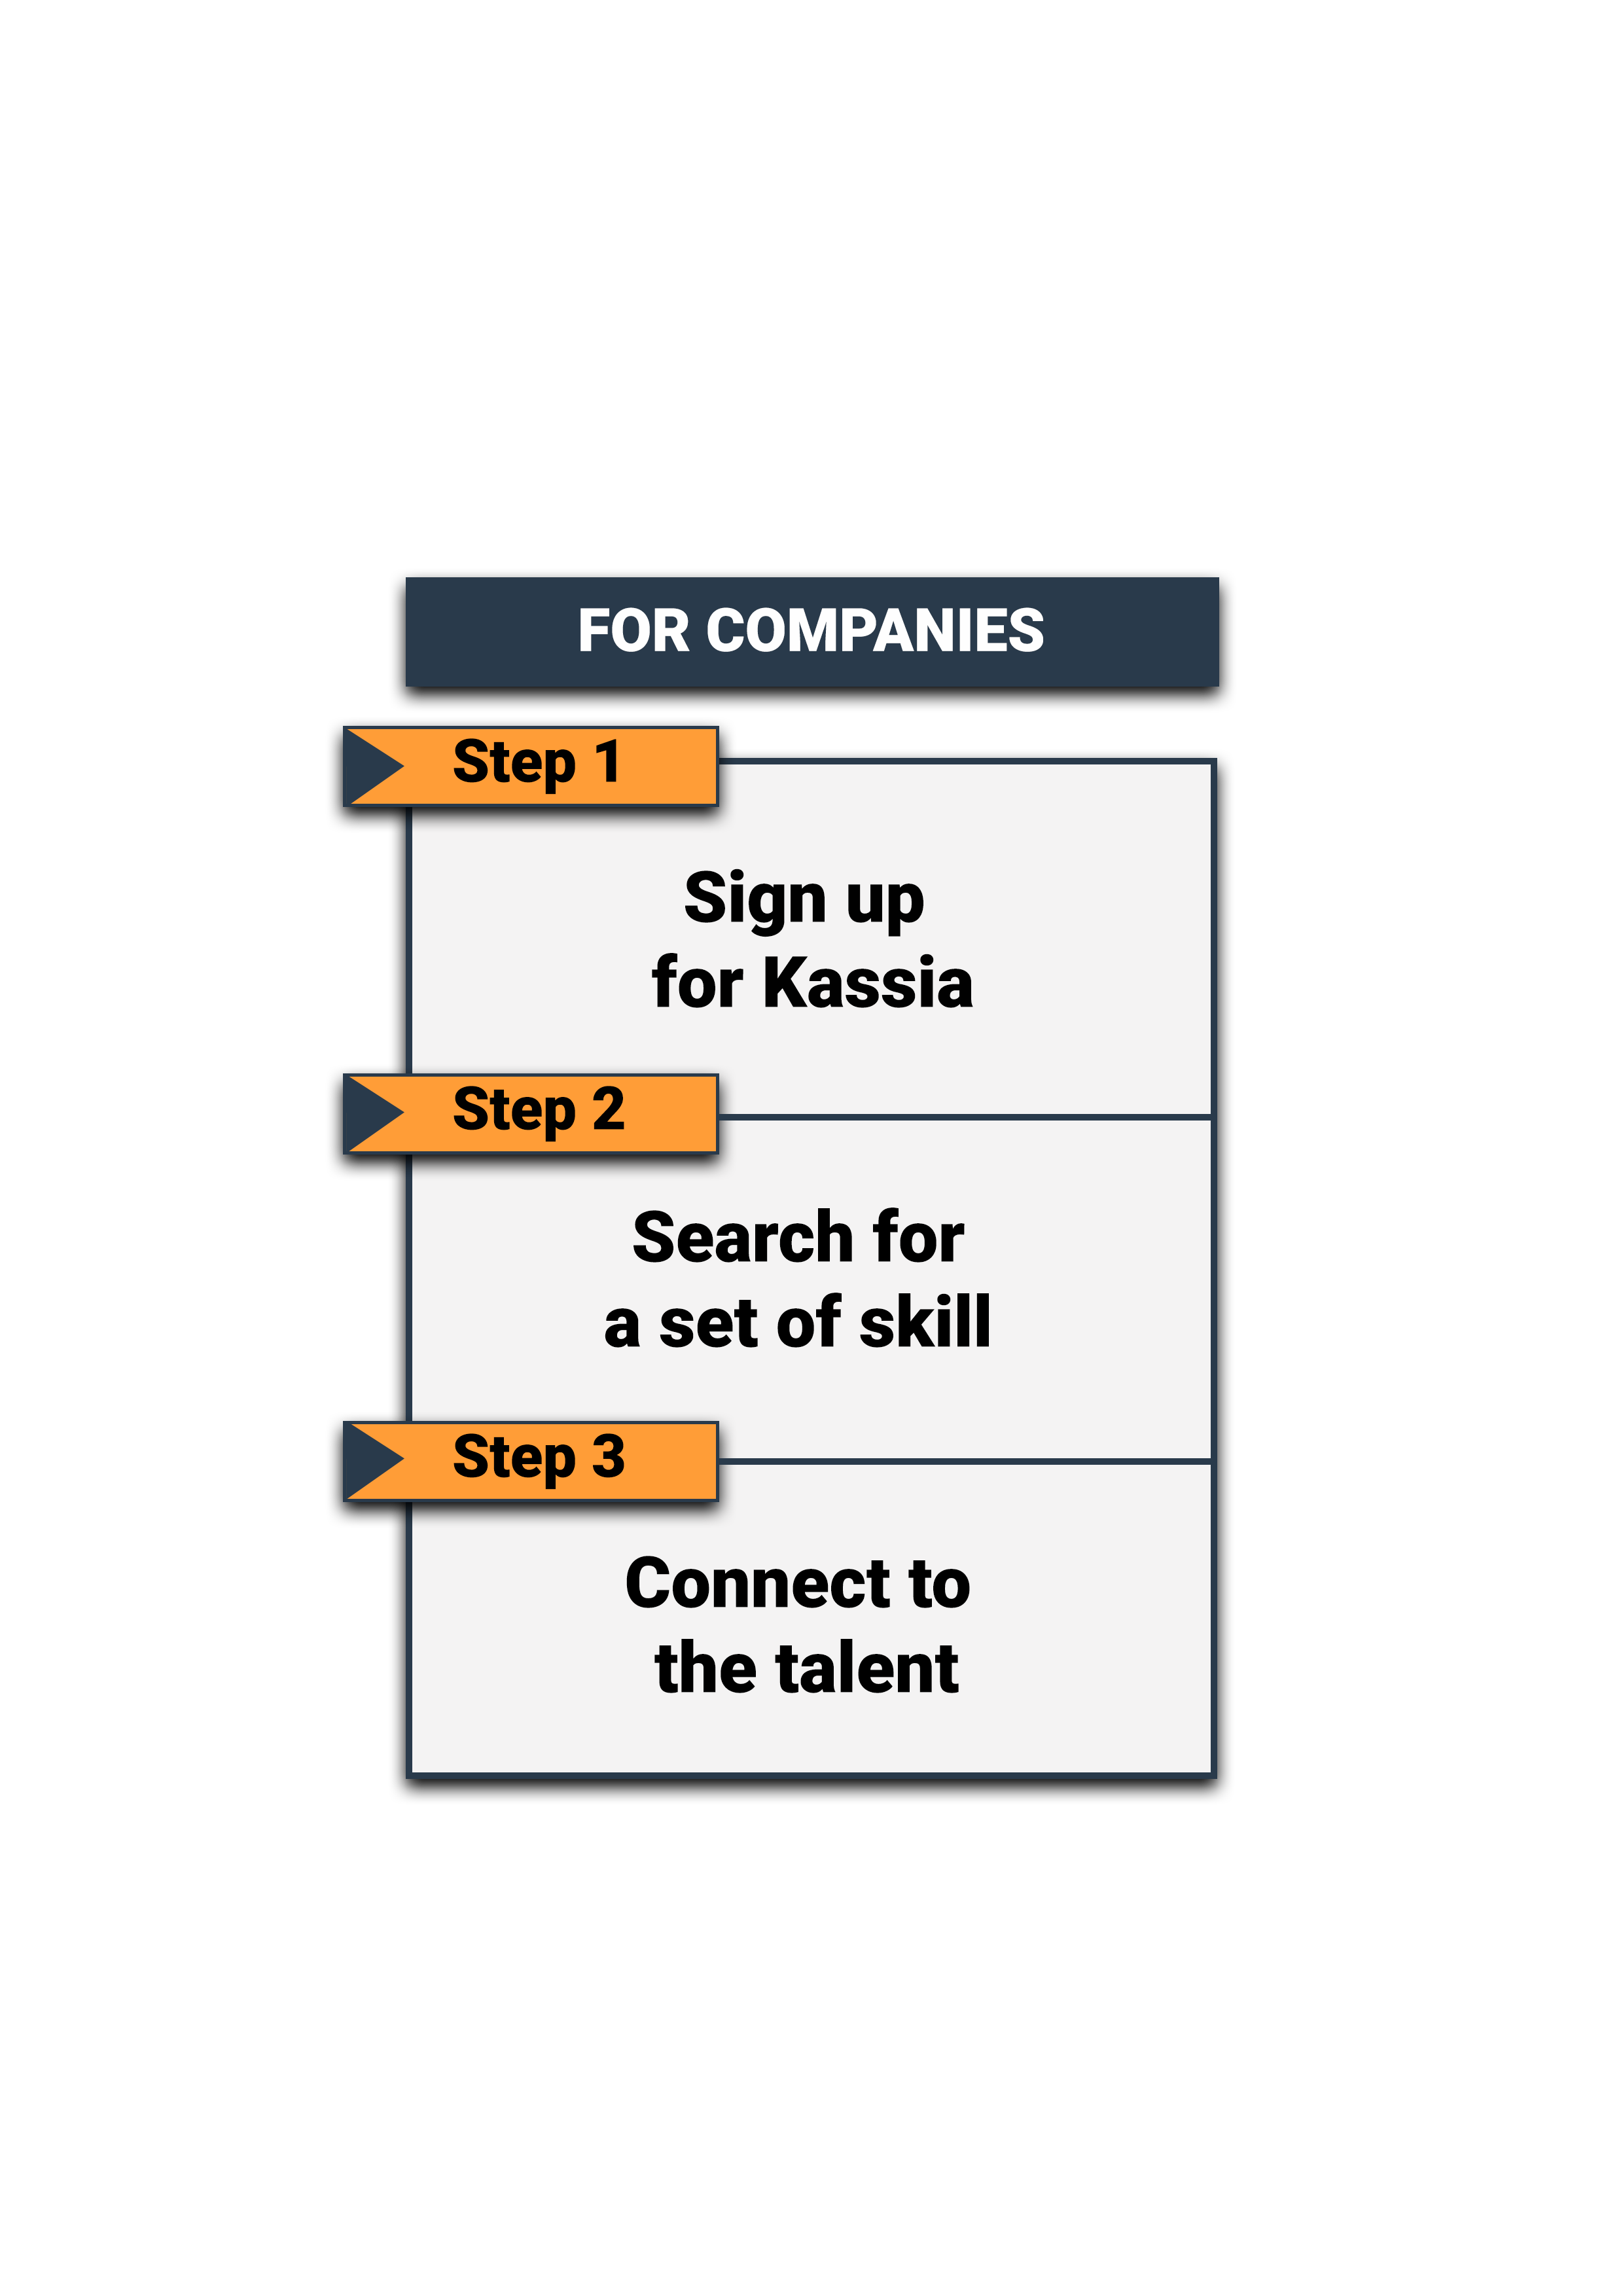 FOR COMPANIES
Step 1
Sign up
for Kassia
Step 2
Search for
a set of skill
Step 3
Connect to
the talent